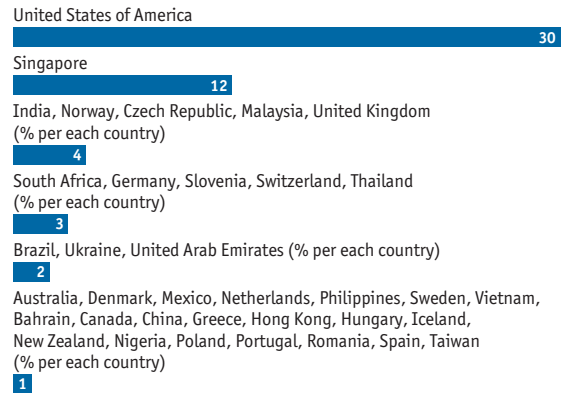 United States of America
30
Singapore
12
India, Norway, Czech Republic, Malaysia, United Kingdom
(% per each country)
4
South Africa, Germany, Slovenia, Switzerland, Thailand
(% per each country)
3
Brazil, Ukraine, United Arab Emirates (% per each country)
2
Australia, Denmark, Mexico, Netherlands, Philippines, Sweden, Vietnam,
Bahrain, Canada, China, Greece, Hong Kong, Hungary, Iceland,
New Zealand, Nigeria, Poland, Portugal, Romania, Spain, Taiwan
(% per each country)
1